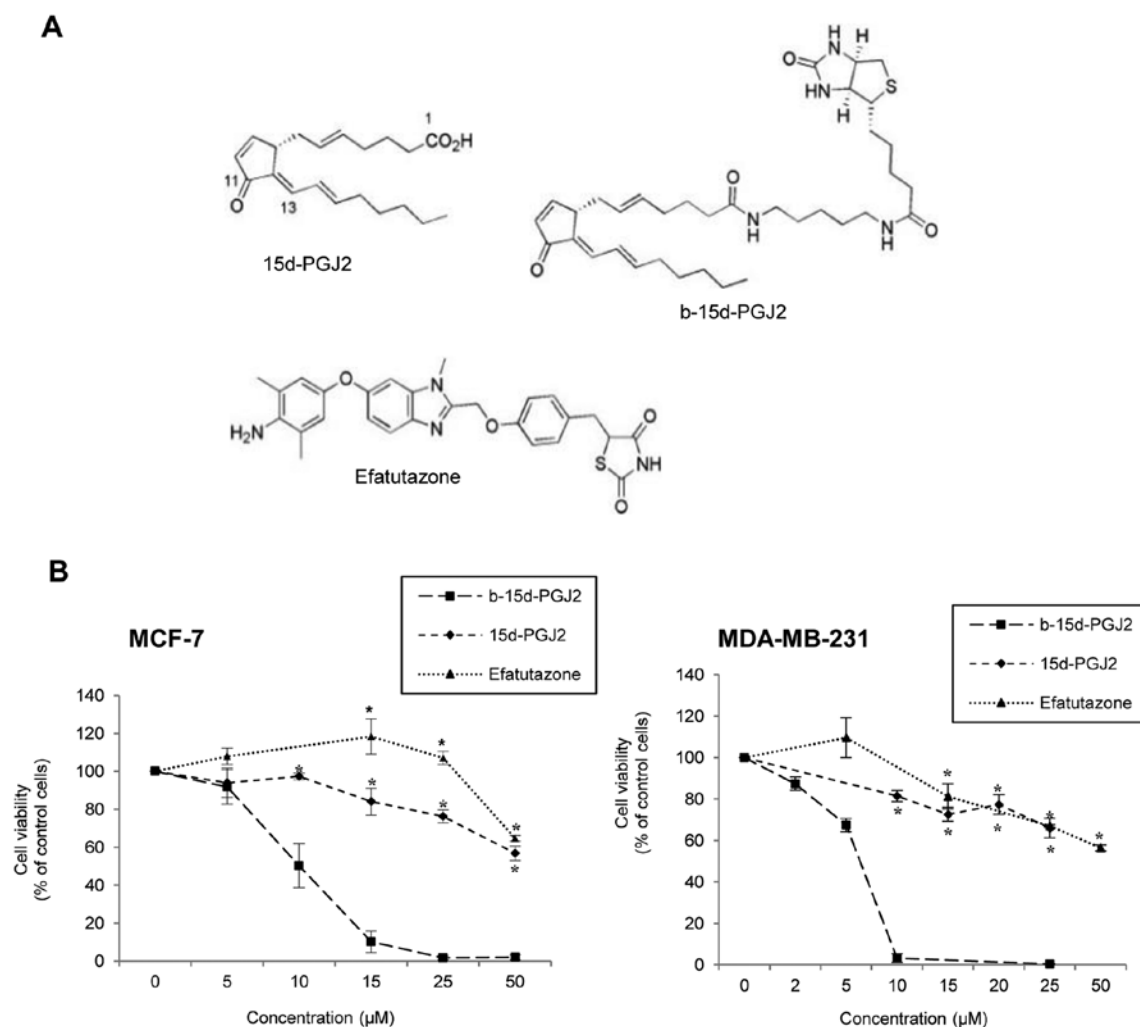 A
1
CO2H
11
O
13
15d-PGJ2
O
N
H
O
N
H
H
N
O
HN
H
H
S
O
b-15d-PGJ2
H2N
O
N
N
O
S
O
NH
O
Efatutazone
B
MCF-7
b-15d-PGJ2
15d-PGJ2
Efatutazone
Cell viability
(% of control cells)
140
120
100
80
60
40
20
0
* * * * * * *
0 5 10 15 25 50
Concentration (µM)
MDA-MB-231
b-15d-PGJ2
15d-PGJ2
Efatutazone
Cell viability
(% of control cells)
140
120
100
80
60
40
20
0
* * * * * * * *
0 2 5 10 15 20 25 50
Concentration (µM)